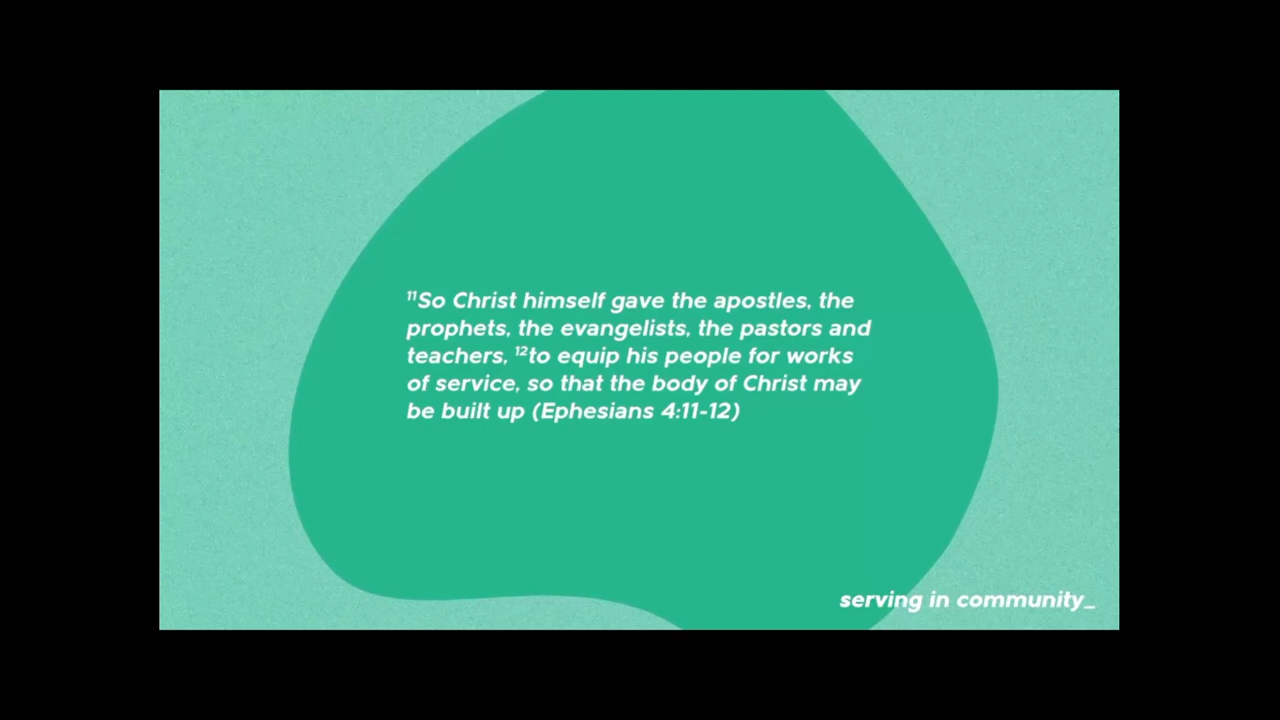 ¹¹So Christ himself gave the apostles, the
prophets, the evangelists, the pastors and
teachers, ¹²to equip his people for works
of service, so that the body of Christ may
be built up (Ephesians 4:11-12)
serving in community_